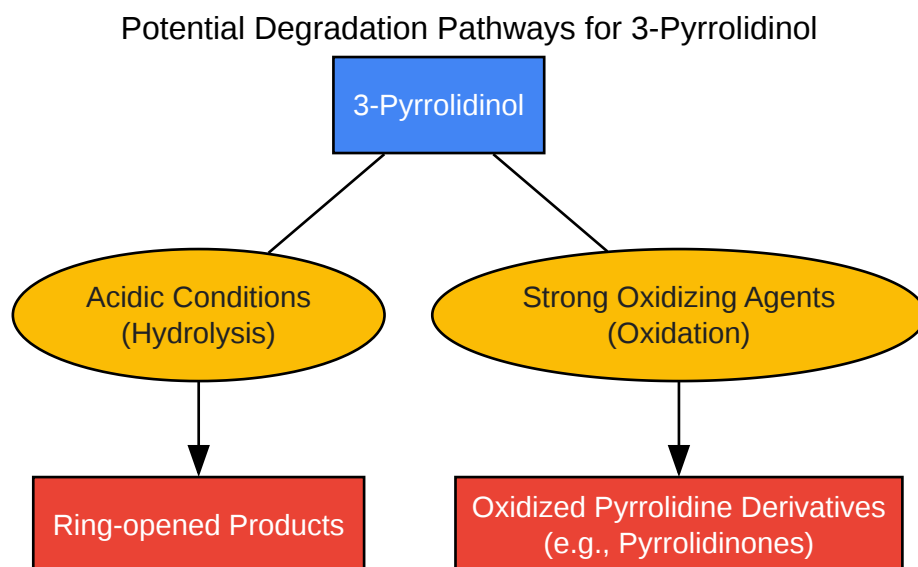 Potential Degradation Pathways for 3-Pyrrolidinol
3-Pyrrolidinol
Acidic Conditions
(Hydrolysis)
Strong Oxidizing Agents
(Oxidation)
Ring-opened Products
Oxidized Pyrrolidine Derivatives
(e.g., Pyrrolidinones)